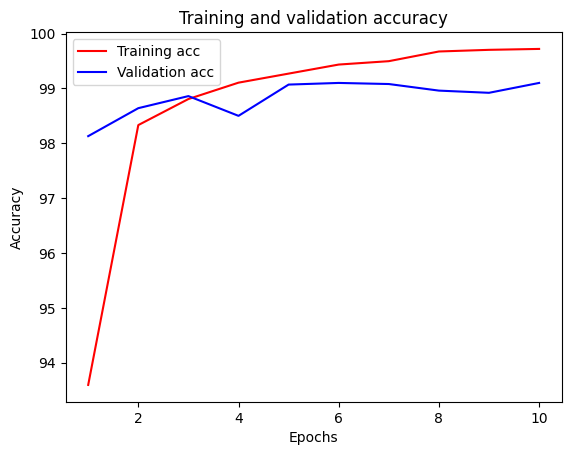 Training and validation accuracy
Training acc
Validation acc
100
99
98
97
96
95
94
Accuracy
2 4 6 8 10
Epochs